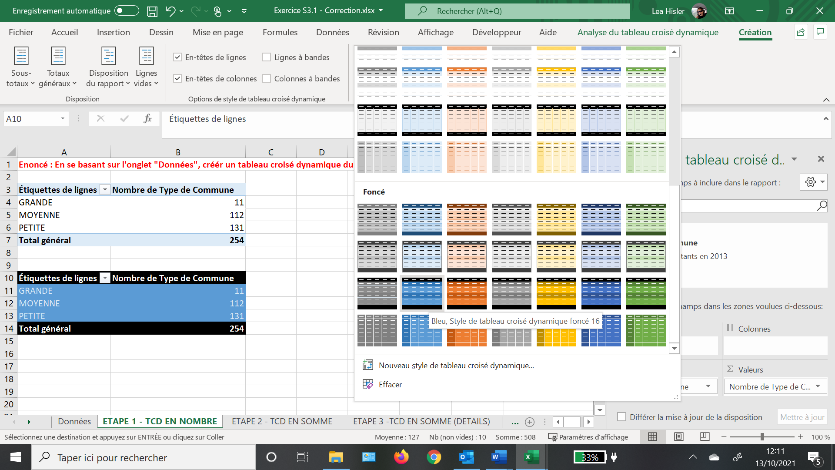 Enregistrement automatique
Exercice S3.1 - Correction.xlsx
Rechercher (Alt+Q)
Lea Hisler
Fichier Accueil Insertion Dessin Mise en page Formules Données Révision Affichage Développeur Aide Analyse du tableau croisé dynamique Création
Sous-totaux
Totaux généraux
Disposition du rapport
Lignes vides
Disposition
En-têtes de lignes
Lignes à bandes
En-têtes de colonnes
Colonnes à bandes
Options de style de tableau croisé dynamique
A10
fx
Étiquettes de lignes
A B C D
1 Enoncé : En se basant sur l'onglet "Données", créer un tableau croisé dynamique du
2
3 Étiquettes de lignes Nombre de Type de Commune
4 GRANDE 11
5 MOYENNE 112
6 PETITE 131
7 Total général 254
8
9
10 Étiquettes de lignes Nombre de Type de Commune
11 GRANDE 11
12 MOYENNE 112
13 PETITE 131
14 Total général 254
15
16
17
18
19
20
Foncé
Bleu, Style de tableau croisé dynamique foncé 16
Nouveau style de tableau croisé dynamique...
Effacer
tableau croisé d...
ps à inclure dans le rapport :
mune
tants en 2013
amps dans les zones voulues ci-dessous:
Colonnes
Σ Valeurs
ne
Nombre de Type de C...
Différer la mise à jour de la disposition
Mettre à jour
Données ETAPE 1 - TCD EN NOMBRE ETAPE 2 - TCD EN SOMME ETAPE 3 -TCD EN SOMME (DETAILS) ...
Sélectionnez une destination et appuyez sur ENTRÉE ou cliquez sur Coller
Moyenne : 127 Nb (non vides) : 10 Somme : 508
Paramètres d'affichage
100 %
Taper ici pour rechercher
33%
12:11
13/10/2021
5